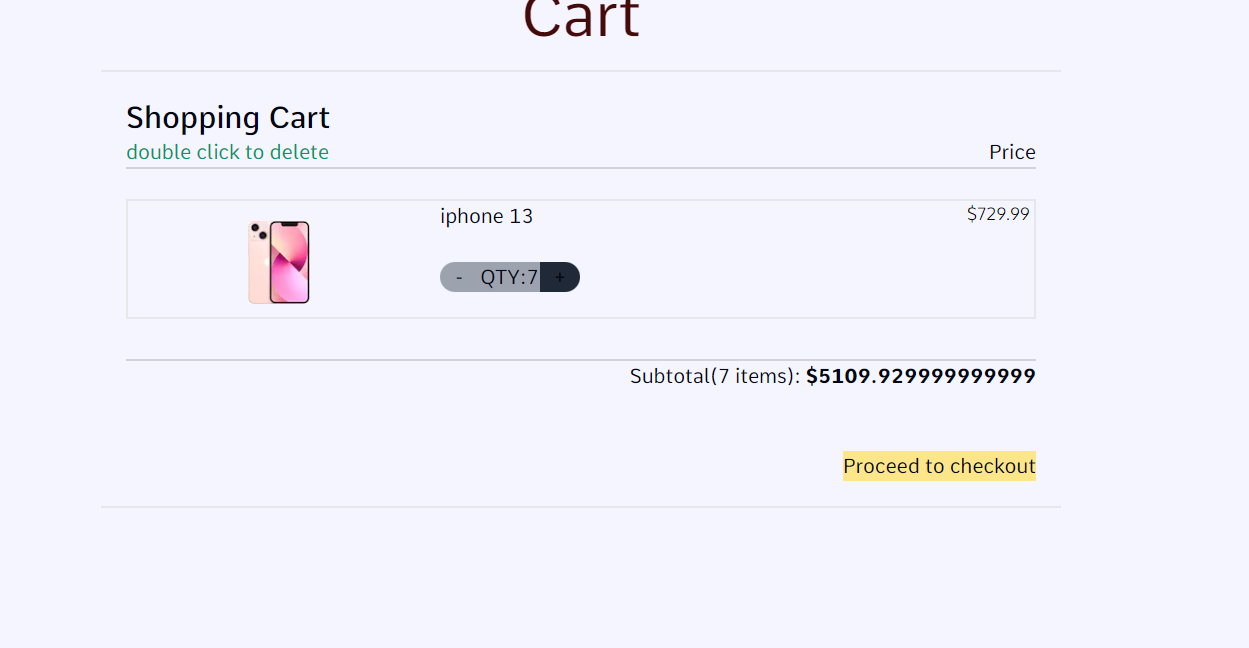 Cart
Shopping Cart
double click to delete
Price
iphone 13
$729.99
- QTY:7 +
Subtotal(7 items): $5109.929999999999
Proceed to checkout